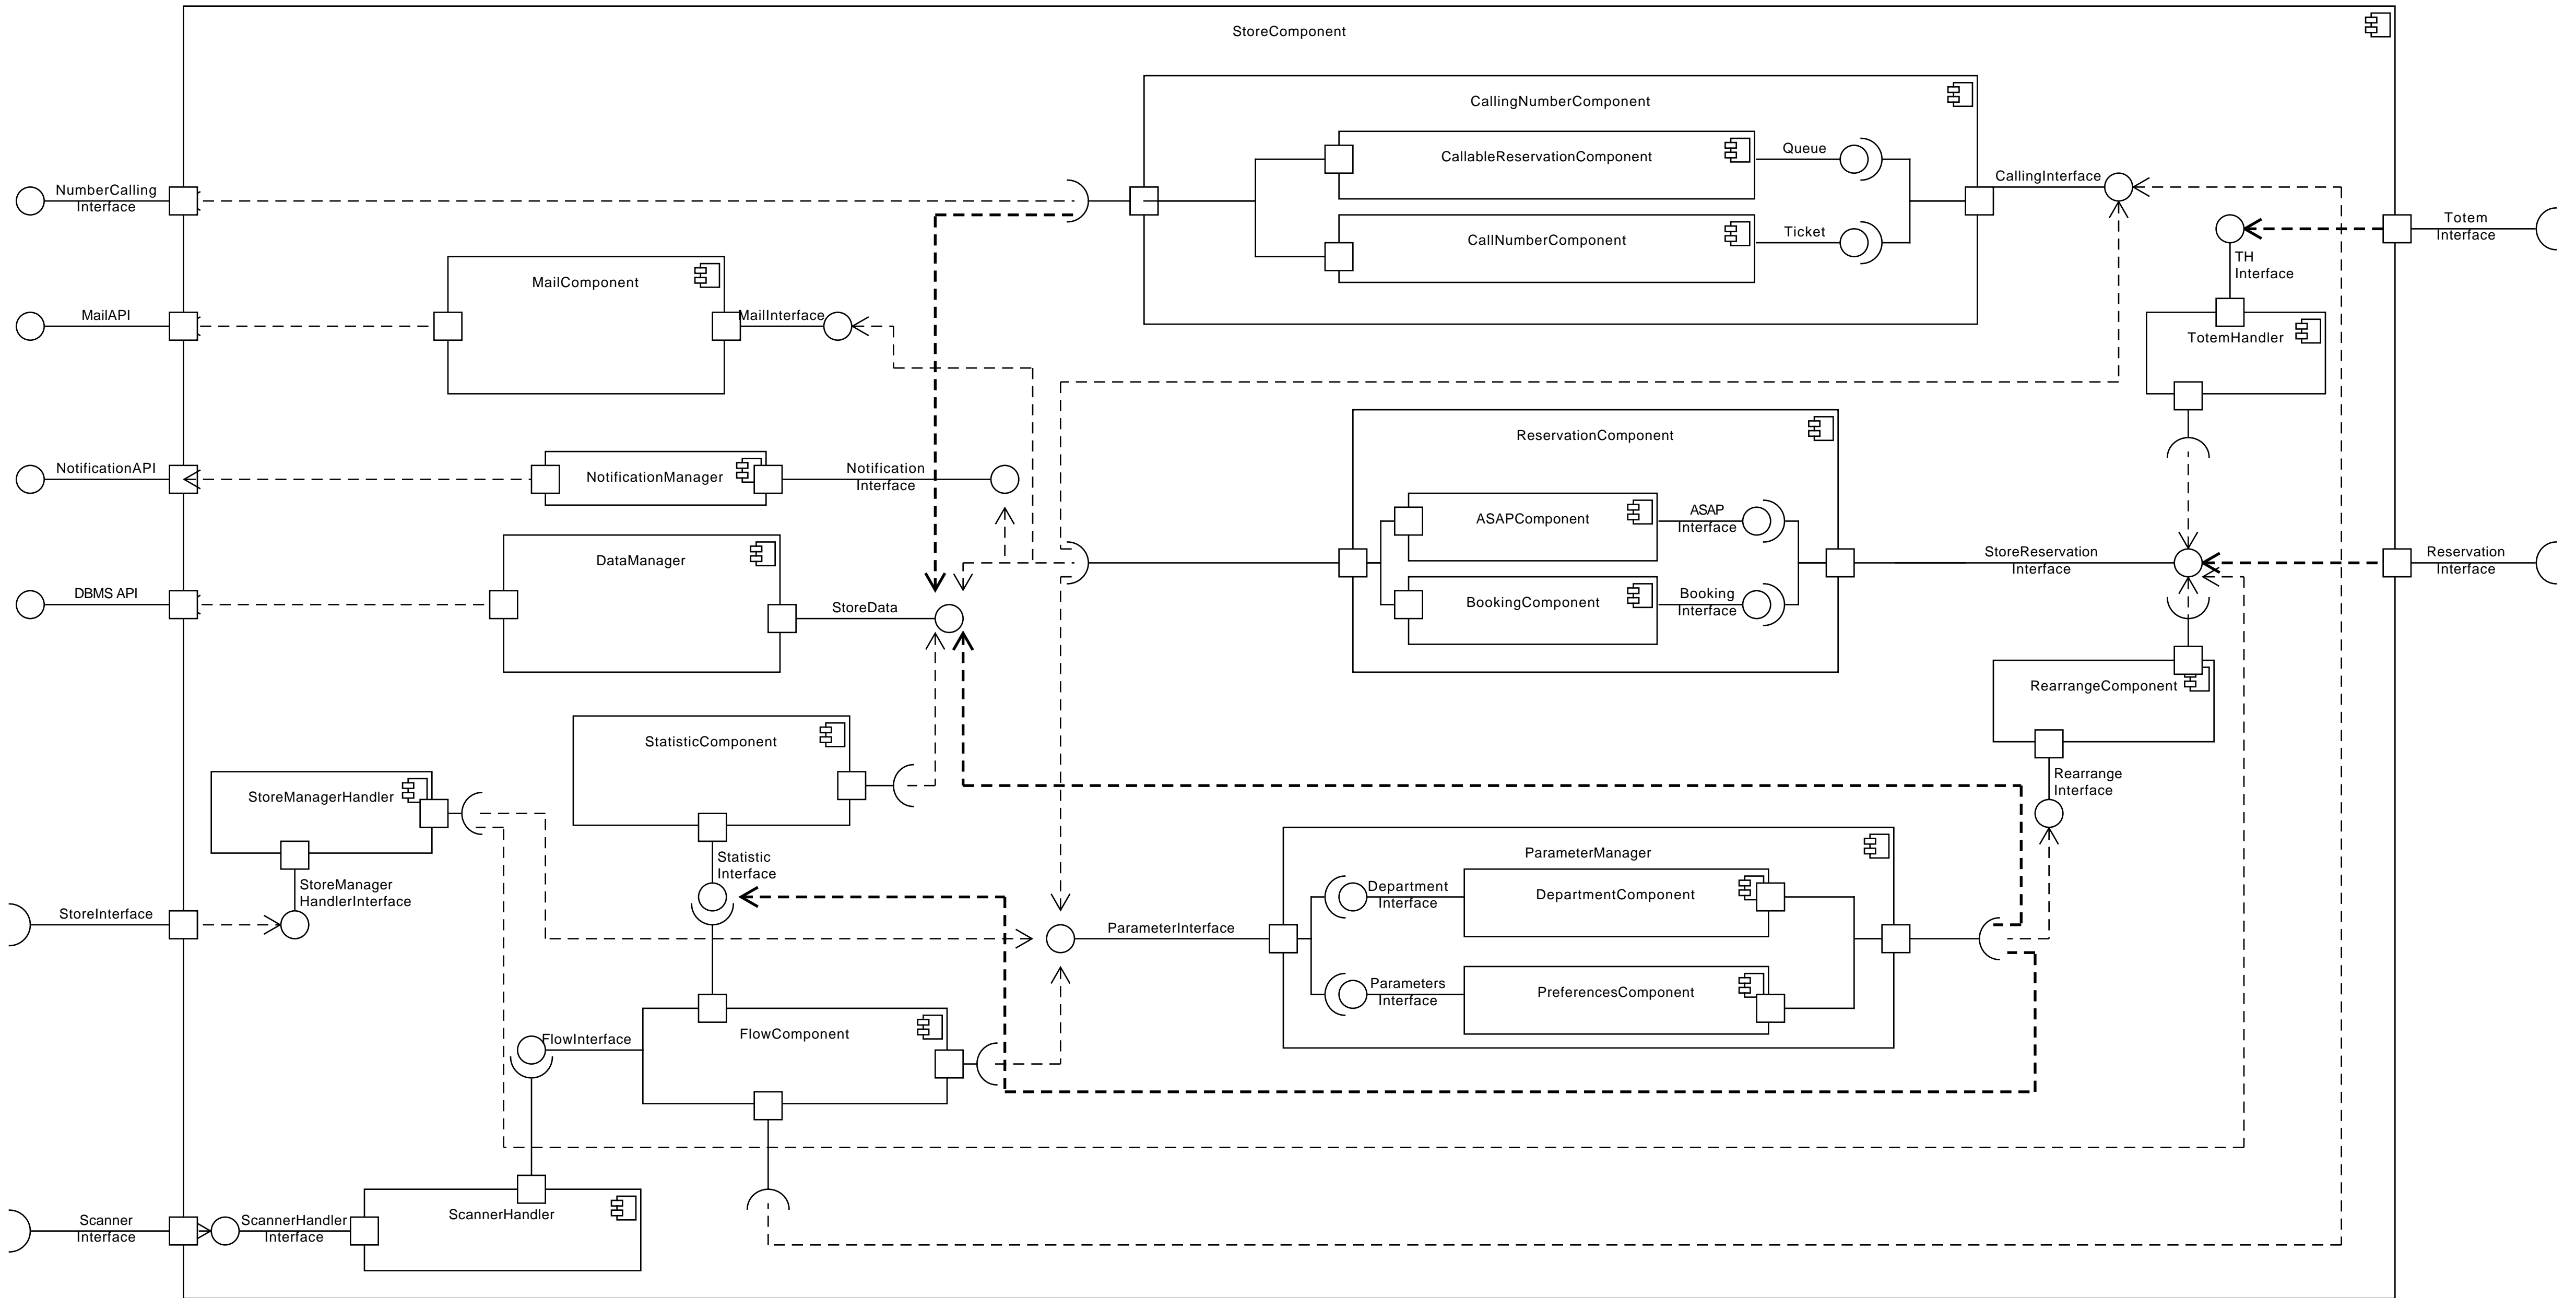 StoreComponent
CallingNumberComponent
CallableReservationComponent
Queue
CallNumberComponent
Ticket
CallingInterface
NumberCalling
Interface
Totem
Interface
TH
Interface
MailComponent
MailAPI
MailInterface
TotemHandler
ReservationComponent
NotificationAPI
NotificationManager
Notification
Interface
ASAPComponent
ASAP
Interface
StoreReservation
Interface
Reservation
Interface
DataManager
DBMS API
StoreData
BookingComponent
Booking
Interface
RearrangeComponent
StatisticComponent
StoreManagerHandler
Rearrange
Interface
Statistic
Interface
StoreManager
HandlerInterface
StoreInterface
ParameterManager
Department
Interface
DepartmentComponent
ParameterInterface
Parameters
Interface
PreferencesComponent
FlowInterface
FlowComponent
Scanner
Interface
ScannerHandler
Interface
ScannerHandler